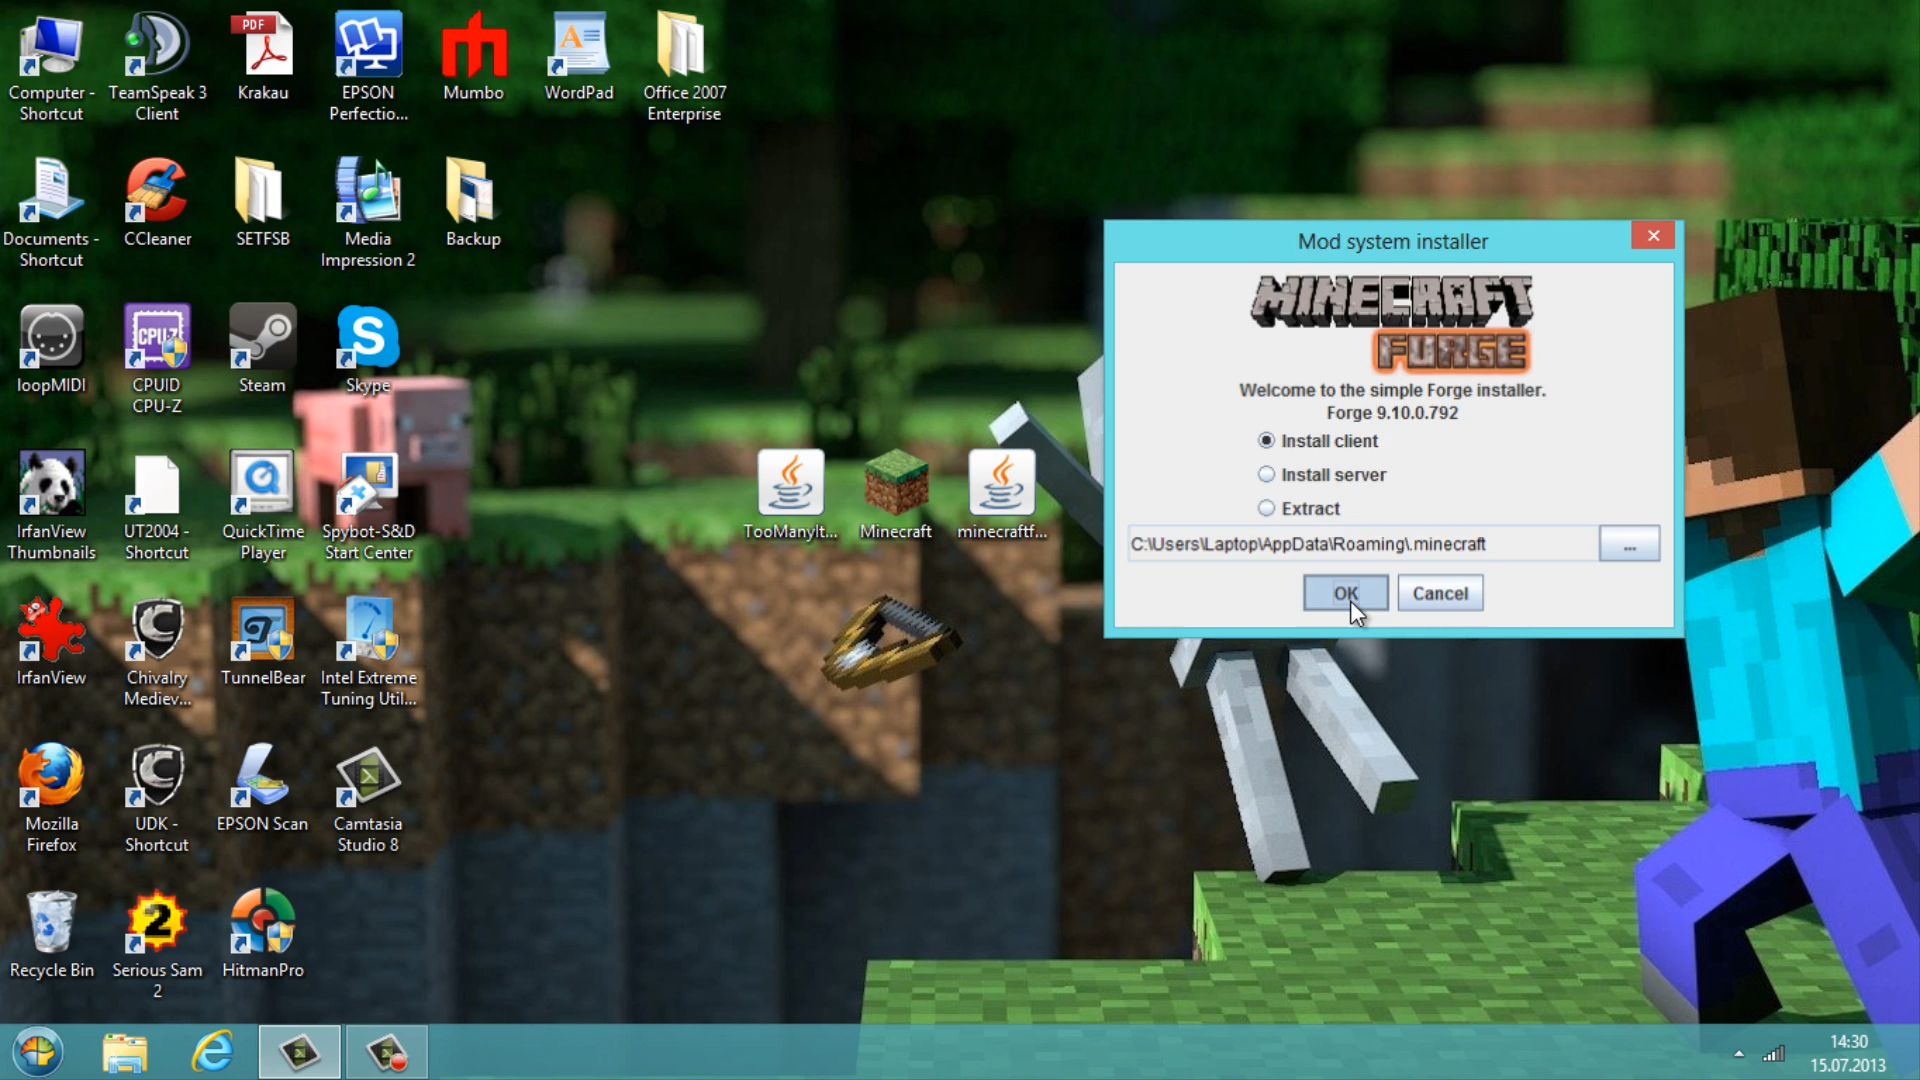 Computer -
Shortcut
TeamSpeak 3
Client
PDF
Krakau
EPSON
Perfectio...
Mumbo
WordPad
Office 2007
Enterprise
Documents -
Shortcut
CCleaner
SETFSB
Media
Impression 2
Backup
loopMIDI
CPU-Z
CPUID
CPU-Z
Steam
Skype
IrfanView
Thumbnails
UT2004 -
Shortcut
QuickTime
Player
Spybot-S&D
Start Center
TooManyIt...
Minecraft
minecraftf...
IrfanView
Chivalry
Mediev...
TunnelBear
Intel Extreme
Tuning Util...
Mozilla
Firefox
UDK -
Shortcut
EPSON Scan
Camtasia
Studio 8
Recycle Bin
2
Serious Sam
2
HitmanPro
Mod system installer
MINECRAFT
FORGE
Welcome to the simple Forge installer.
Forge 9.10.0.792
Install client
Install server
Extract
C:\Users\Laptop\AppData\Roaming\.minecraft
...
OK
Cancel
14:30
15.07.2013